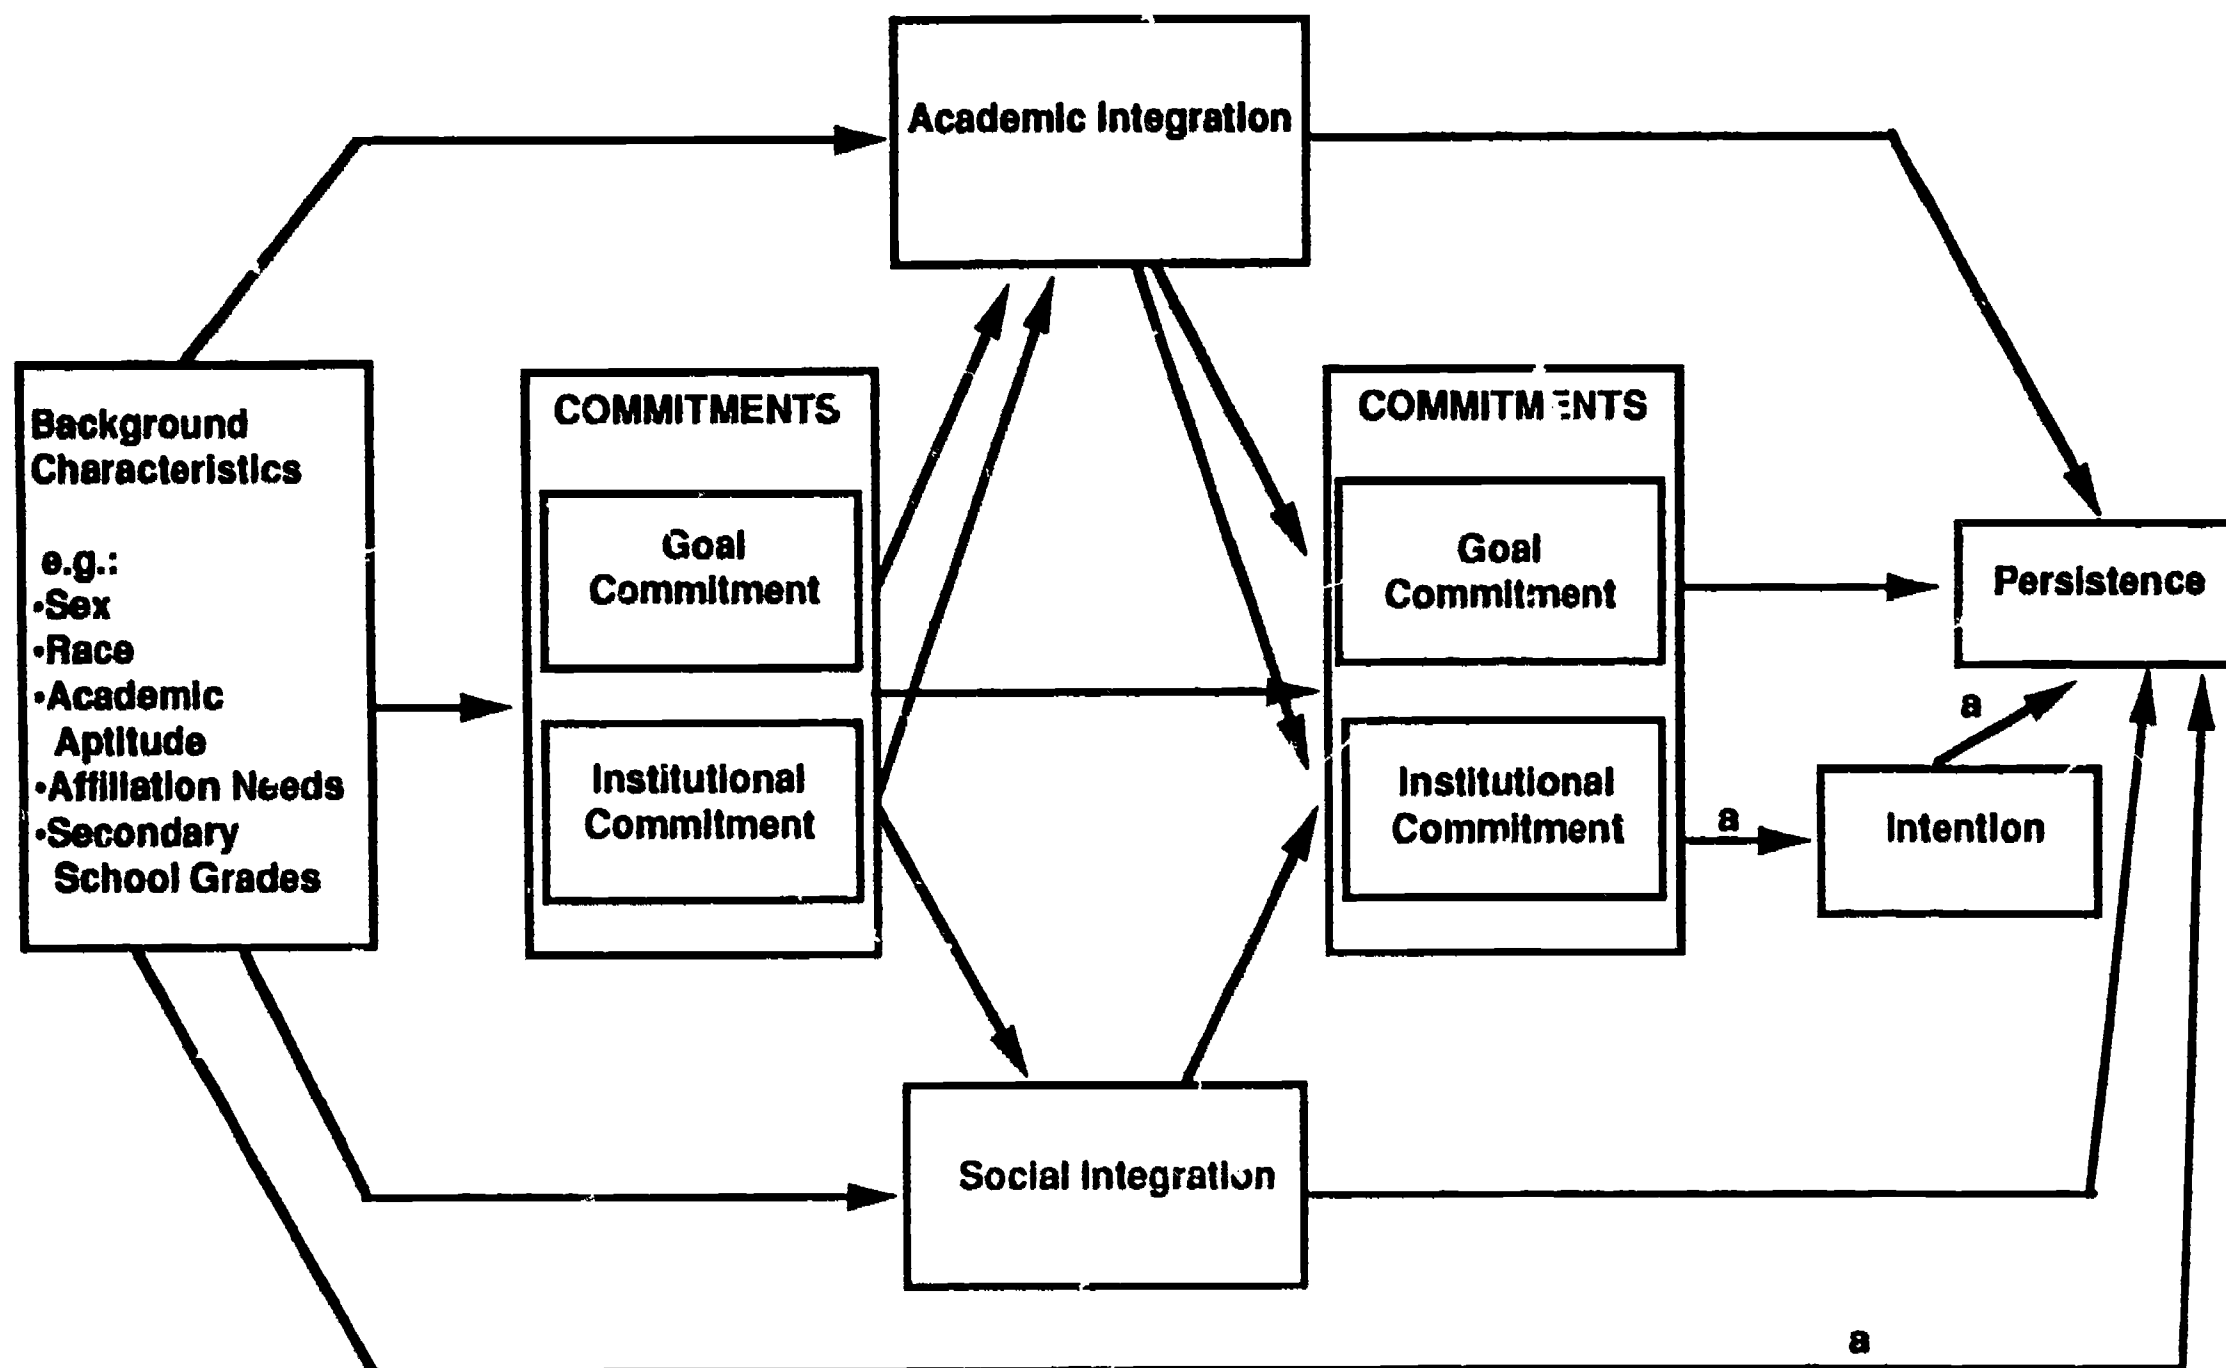 Academic Integration
Background
Characteristics
e.g.:
•Sex
•Race
•Academic
Aptitude
•Affiliation Needs
•Secondary
School Grades
COMMITMENTS
Goal
Commitment
Institutional
Commitment
COMMITMENTS
Goal
Commitment
Institutional
Commitment
Persistence
a
a
Intention
Social Integration
a